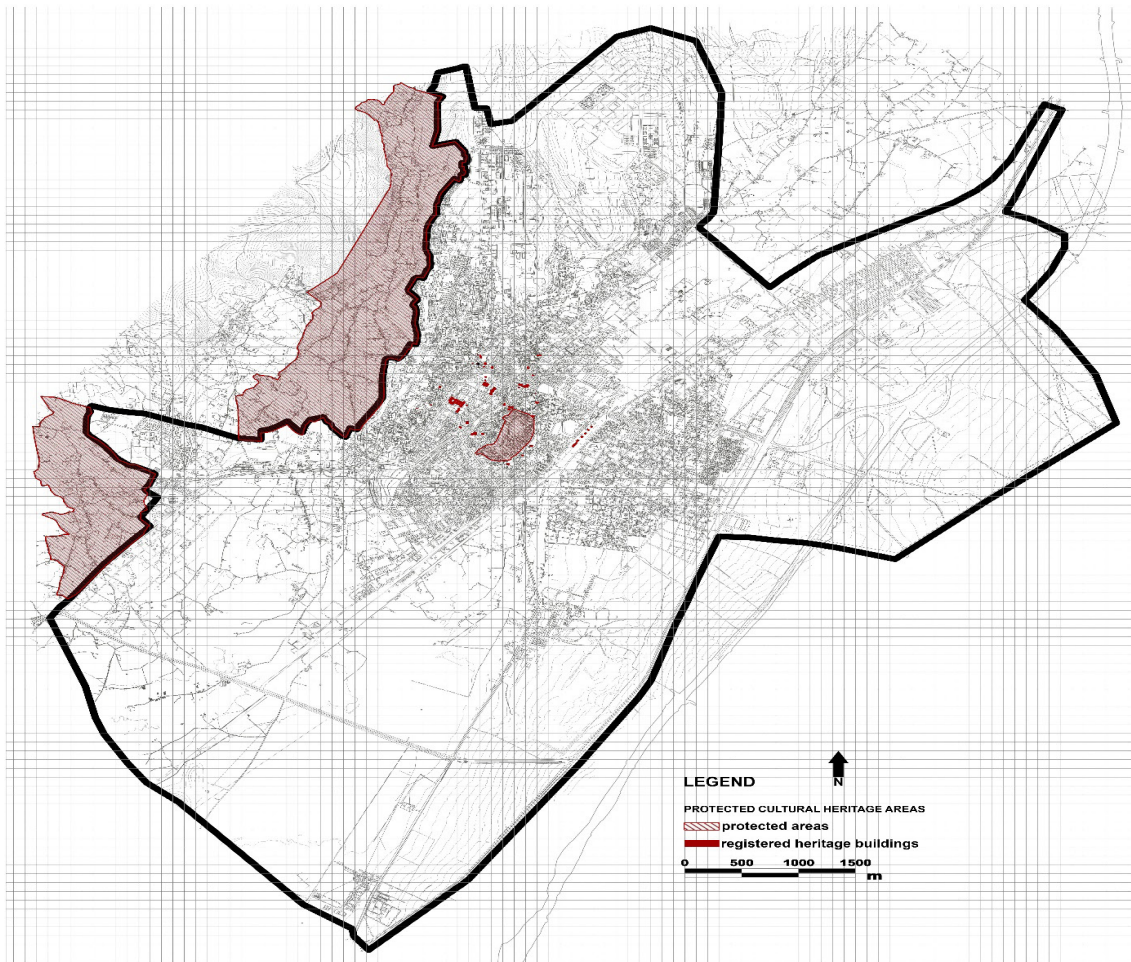 LEGEND
N
PROTECTED CULTURAL HERITAGE AREAS
protected areas
registered heritage buildings
0 500 1000 1500
m